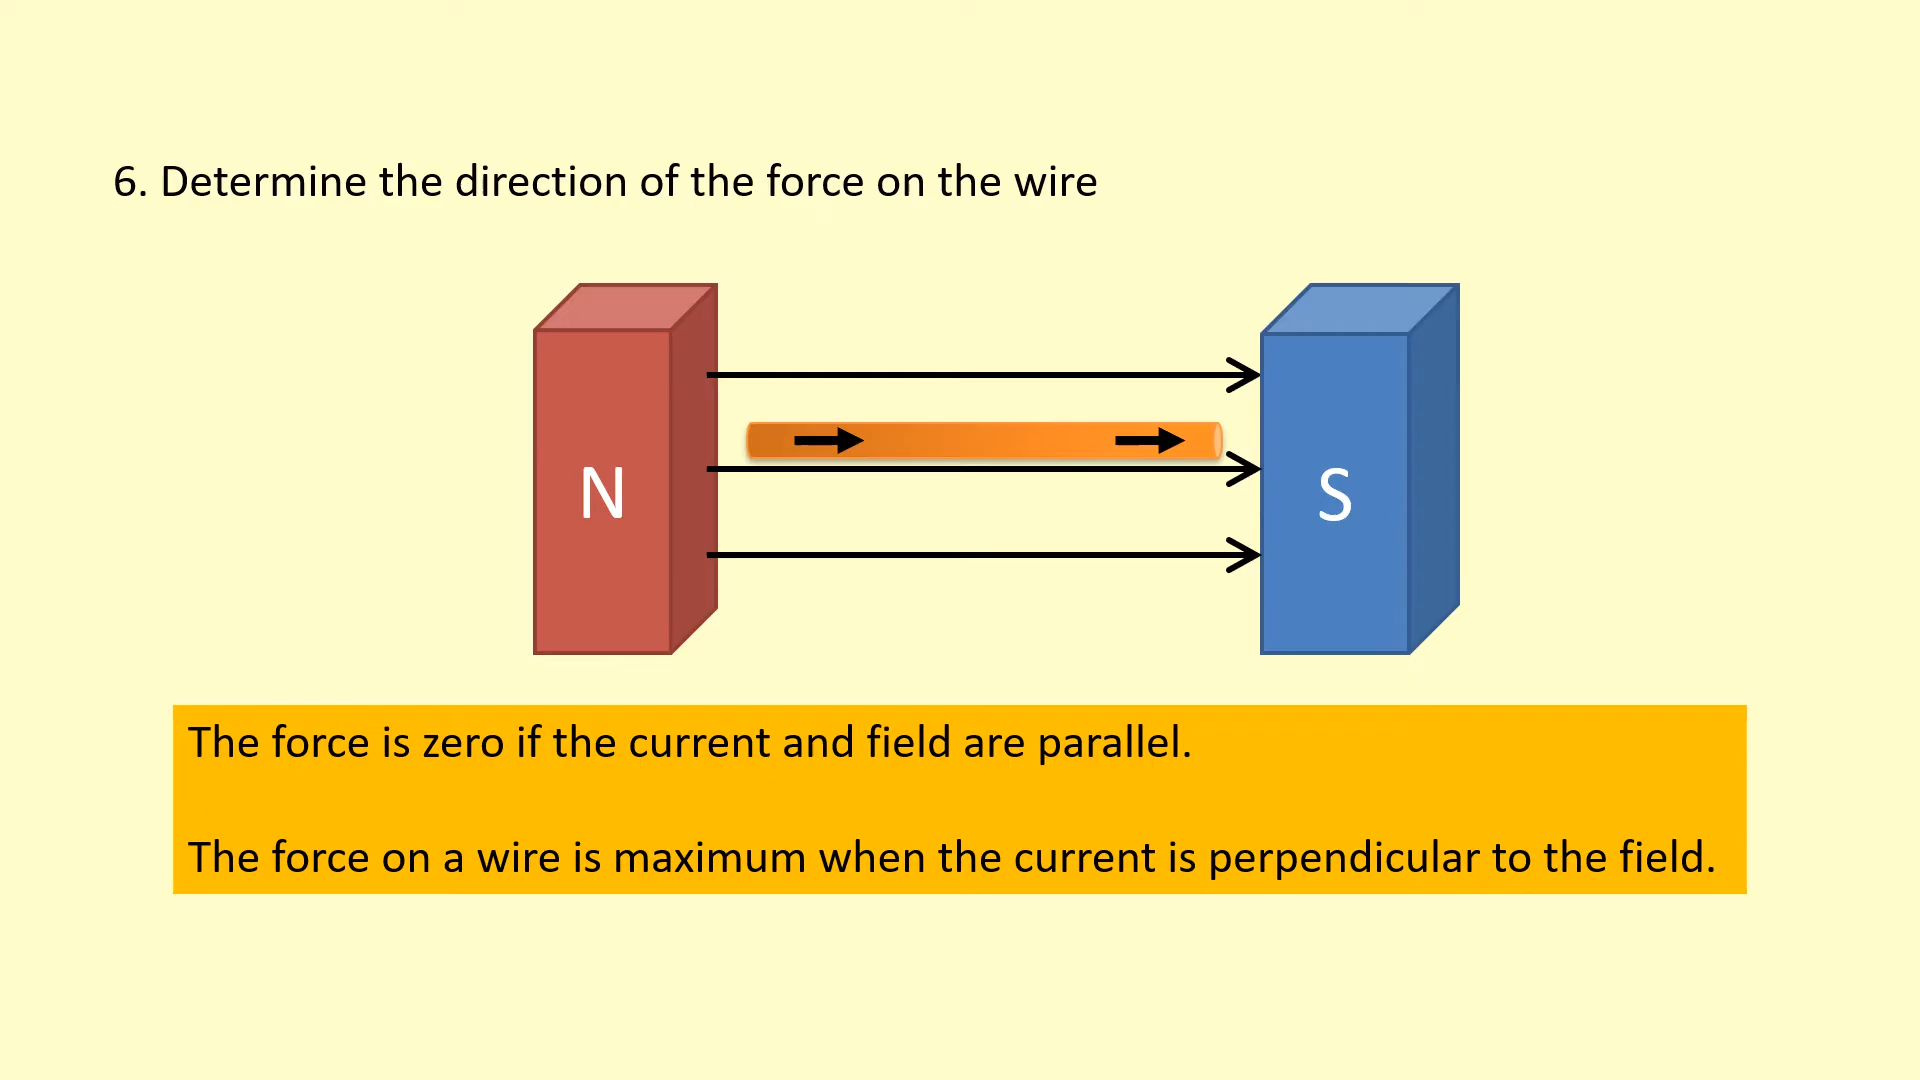 6. Determine the direction of the force on the wire
N
S
The force is zero if the current and field are parallel.
The force on a wire is maximum when the current is perpendicular to the field.